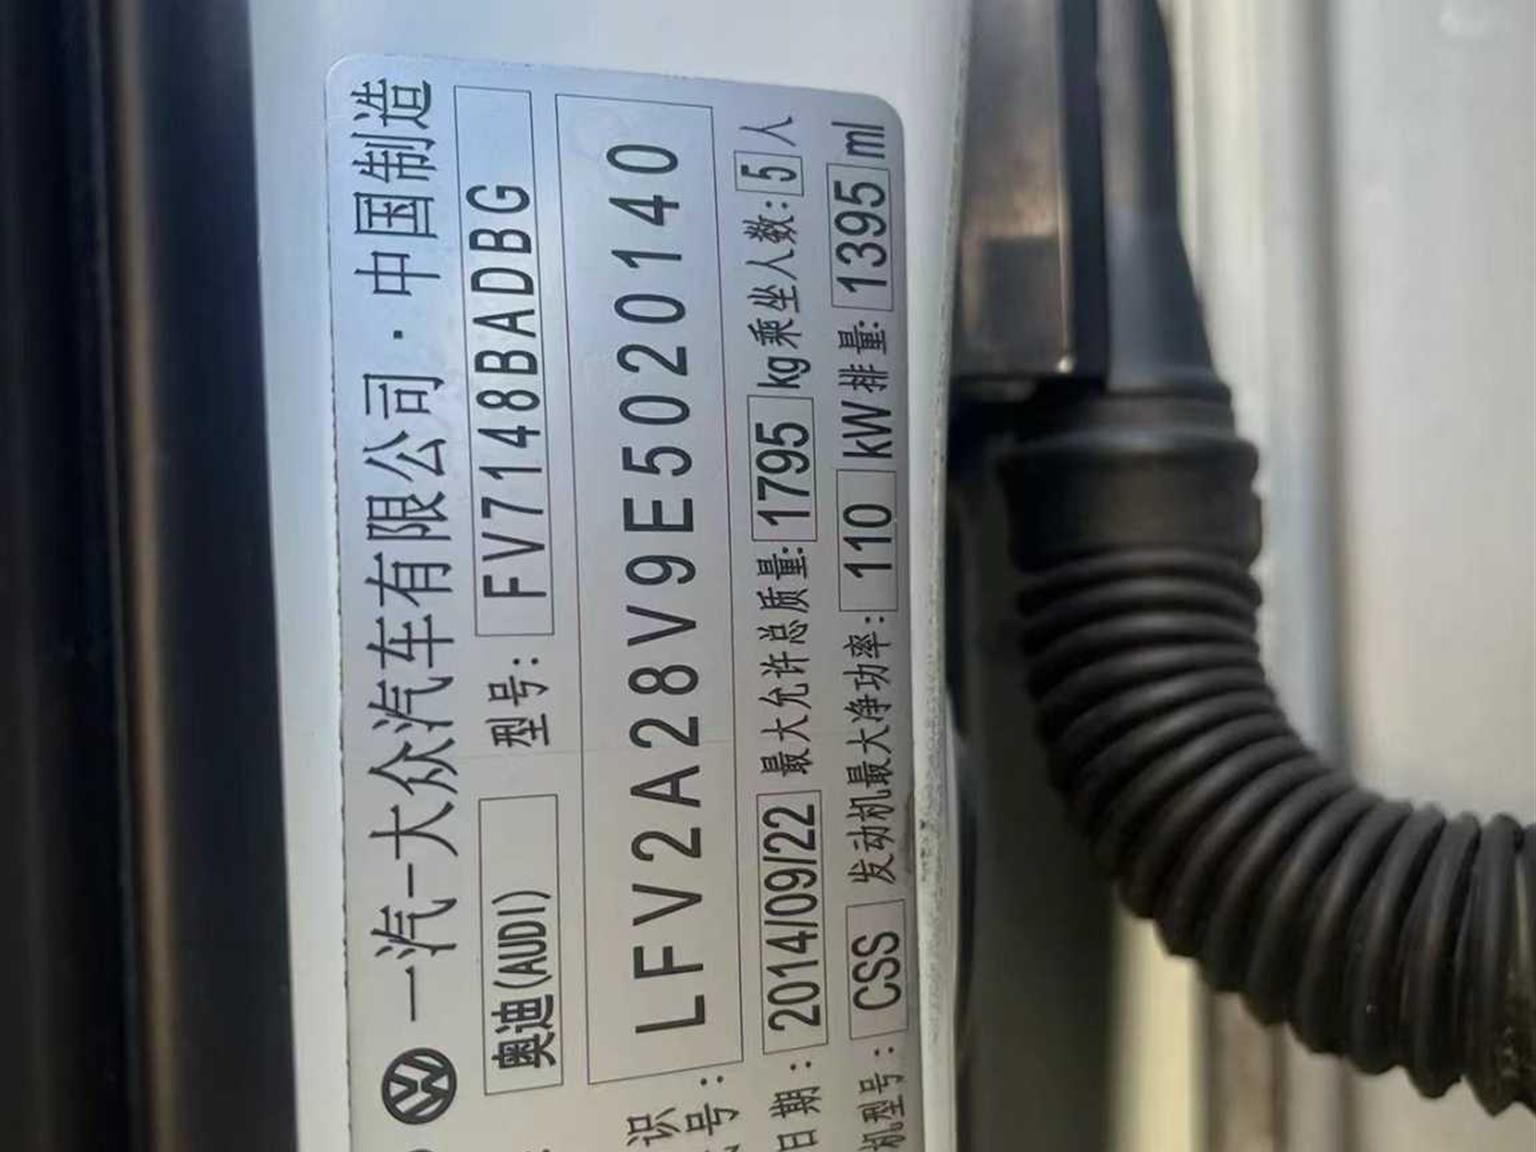 一汽-大众汽车有限公司·中国制造
奥迪(AUDI) 型号: FV7148BADBG
识
号: LFV2A28V9E5020140
日期: 2014/09/22 最大允许总质量: 1795 kg 乘坐人数: 5 人
机型号: CSS 发动机最大净功率: 110 kW 排量: 1395 ml